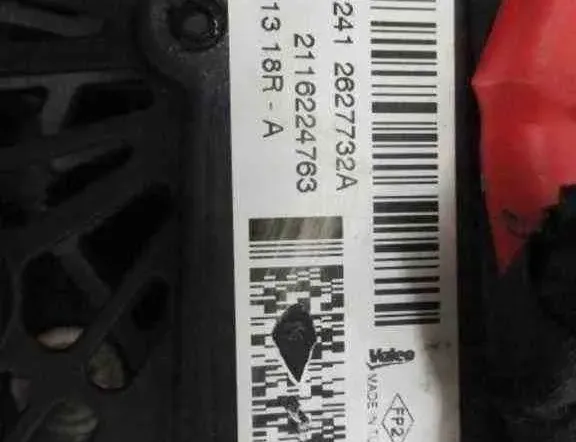 241 2627732A
2116224763
13 18R - A
Valeo
MADE IN T
FP2